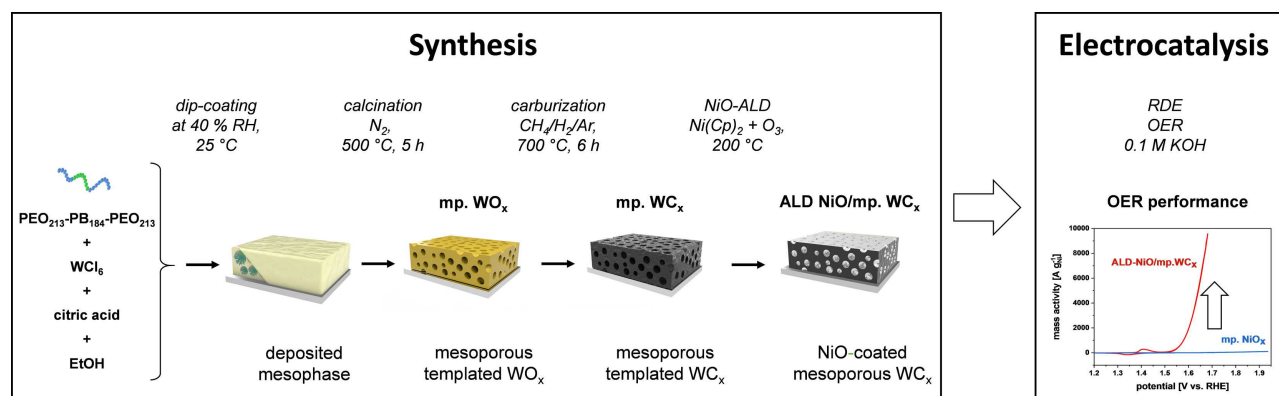 Synthesis
dip-coating
at 40 % RH,
25 °C
calcination
N₂,
500 °C, 5 h
carburization
CH₄/H₂/Ar,
700 °C, 6 h
NiO-ALD
Ni(Cp)₂ + O₃,
200 °C
PEO₂₁₃-PB₁₈₄-PEO₂₁₃
+
WCl₆
+
citric acid
+
EtOH
mp. WOₓ
mp. WCₓ
ALD NiO/mp. WCₓ
deposited
mesophase
mesoporous
templated WOₓ
mesoporous
templated WCₓ
NiO-coated
mesoporous WCₓ
Electrocatalysis
RDE
OER
0.1 M KOH
OER performance
10000
8000
6000
4000
2000
0
mass activity [A g⁻¹Ni]
ALD-NiO/mp.WCₓ
mp. NiOₓ
1.2 1.3 1.4 1.5 1.6 1.7 1.8 1.9
potential [V vs. RHE]